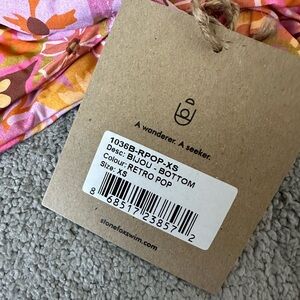 A wanderer. A seeker.
1036B-RPOP-XS
Desc: BIJOU - BOTTOM
Colour: RETRO POP
Size: XS
8 68517 23857 2
stonefoxswim.com